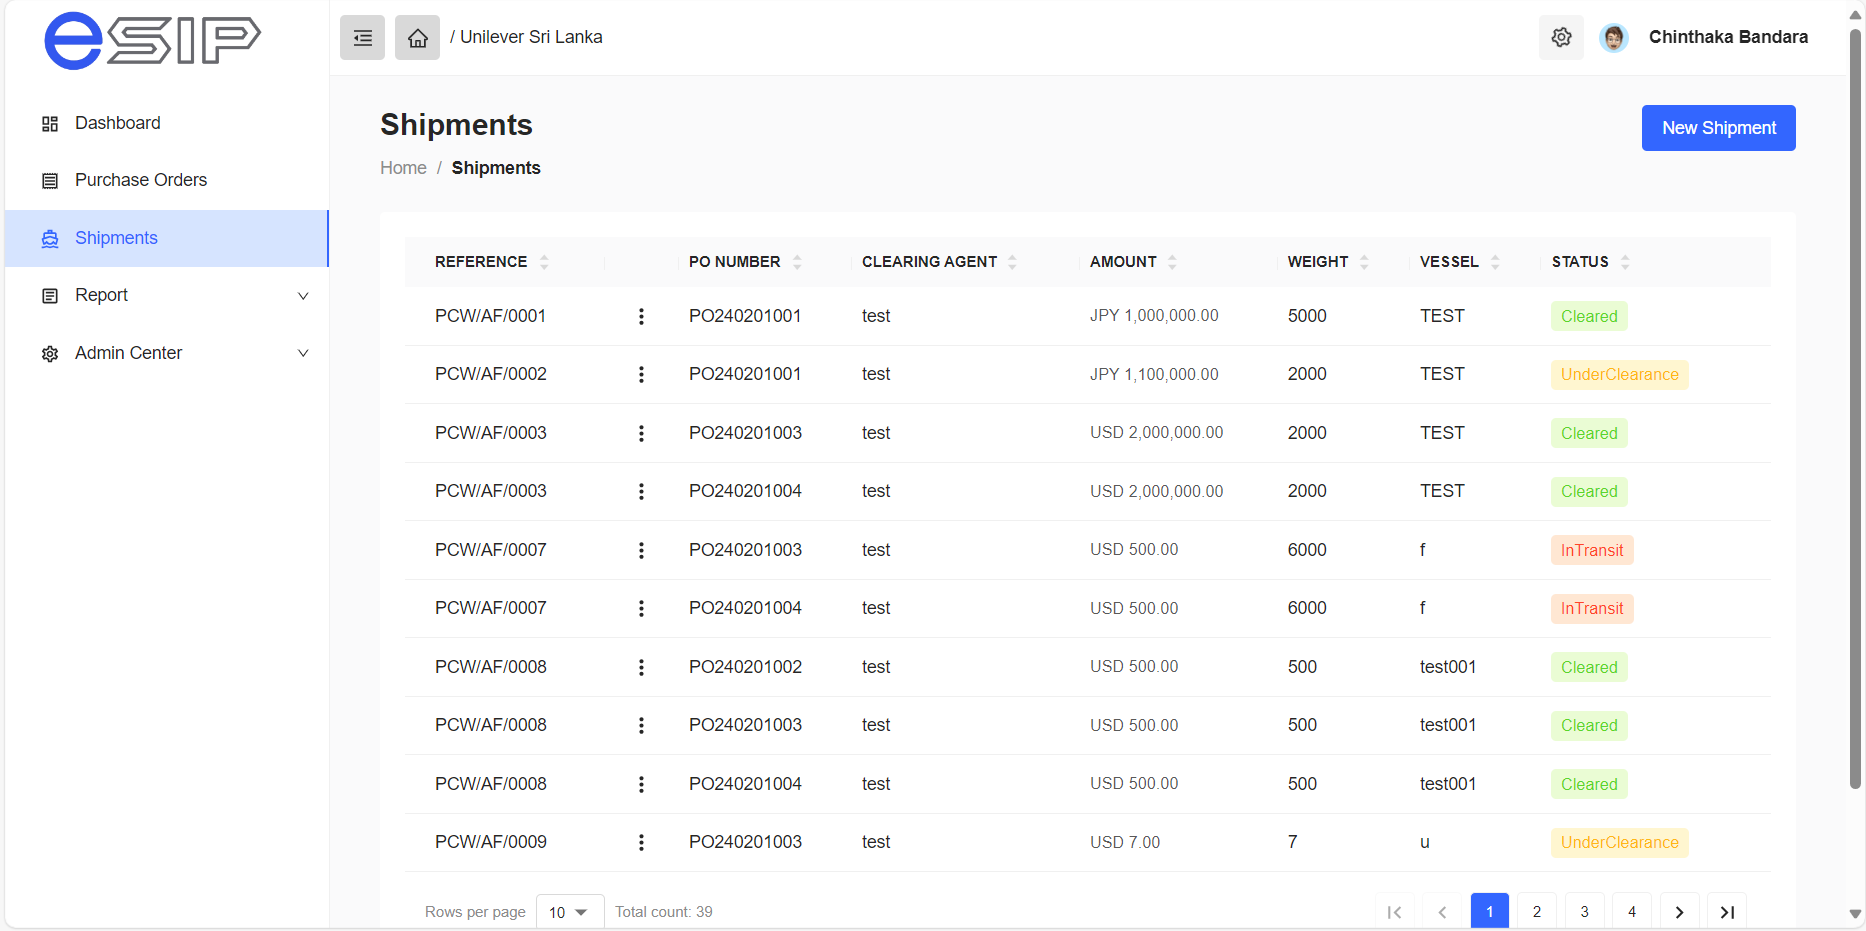 eSIP
/ Unilever Sri Lanka
Chinthaka Bandara
Dashboard
Purchase Orders
Shipments
Report
Admin Center
Shipments
New Shipment
Home / Shipments
REFERENCE PO NUMBER CLEARING AGENT AMOUNT WEIGHT VESSEL STATUS
PCW/AF/0001 PO240201001 test JPY 1,000,000.00 5000 TEST Cleared
PCW/AF/0002 PO240201001 test JPY 1,100,000.00 2000 TEST UnderClearance
PCW/AF/0003 PO240201003 test USD 2,000,000.00 2000 TEST Cleared
PCW/AF/0003 PO240201004 test USD 2,000,000.00 2000 TEST Cleared
PCW/AF/0007 PO240201003 test USD 500.00 6000 f InTransit
PCW/AF/0007 PO240201004 test USD 500.00 6000 f InTransit
PCW/AF/0008 PO240201002 test USD 500.00 500 test001 Cleared
PCW/AF/0008 PO240201003 test USD 500.00 500 test001 Cleared
PCW/AF/0008 PO240201004 test USD 500.00 500 test001 Cleared
PCW/AF/0009 PO240201003 test USD 7.00 7 u UnderClearance
Rows per page 10 Total count: 39 1 2 3 4